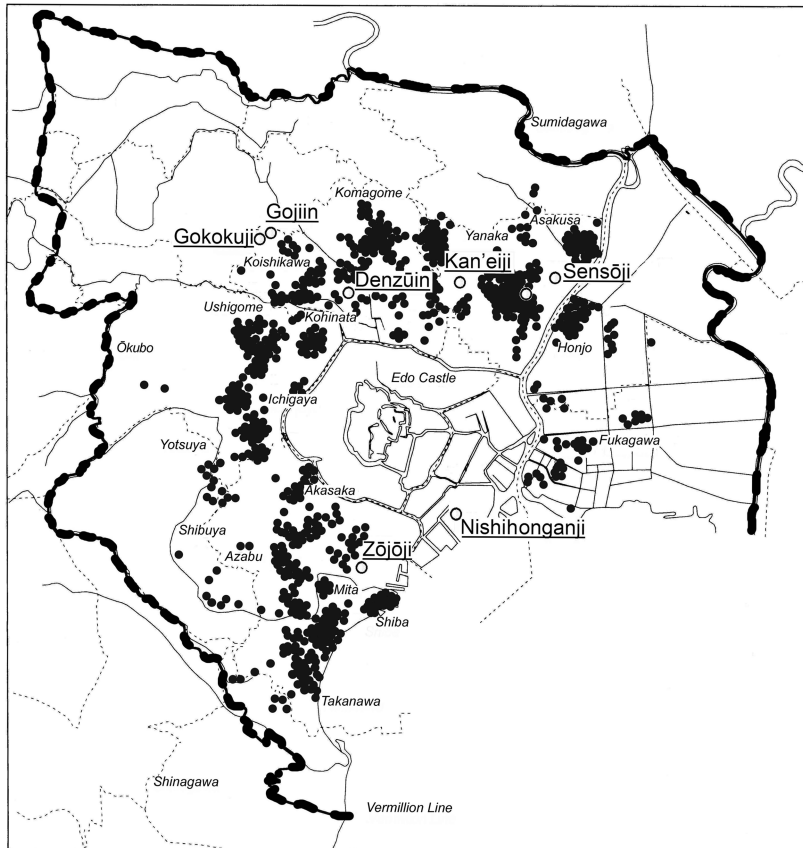 Sumidagawa
Komagome
Asakusa
Gojiin
Yanaka
Gokokuji
Koishikawa
Kan’eiji
Sensōji
Denzūin
Ushigome
Kohinata
Ōkubo
Honjo
Edo Castle
Ichigaya
Fukagawa
Yotsuya
Akasaka
Nishihonganji
Shibuya
Azabu
Zōjōji
Mita
Shiba
Takanawa
Shinagawa
Vermillion Line